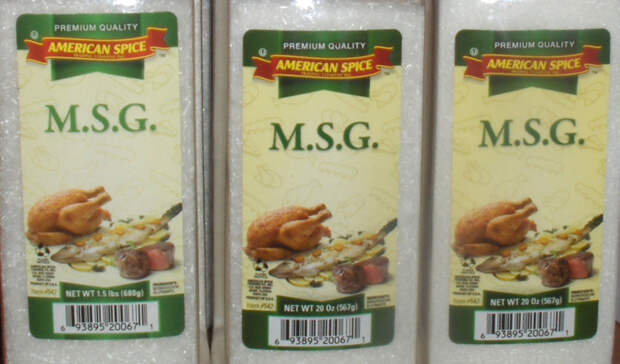 PREMIUM QUALITY
AMERICAN SPICE
M.S.G.
NET WT 1.5 lbs (680g)
6 93895 20067 1
PREMIUM QUALITY
AMERICAN SPICE
M.S.G.
NET WT 20 Oz (567g)
6 93895 20067 1
PREMIUM QUALITY
AMERICAN SPICE
M.S.G.
NET WT 20 Oz (567g)
6 93895 20067 1